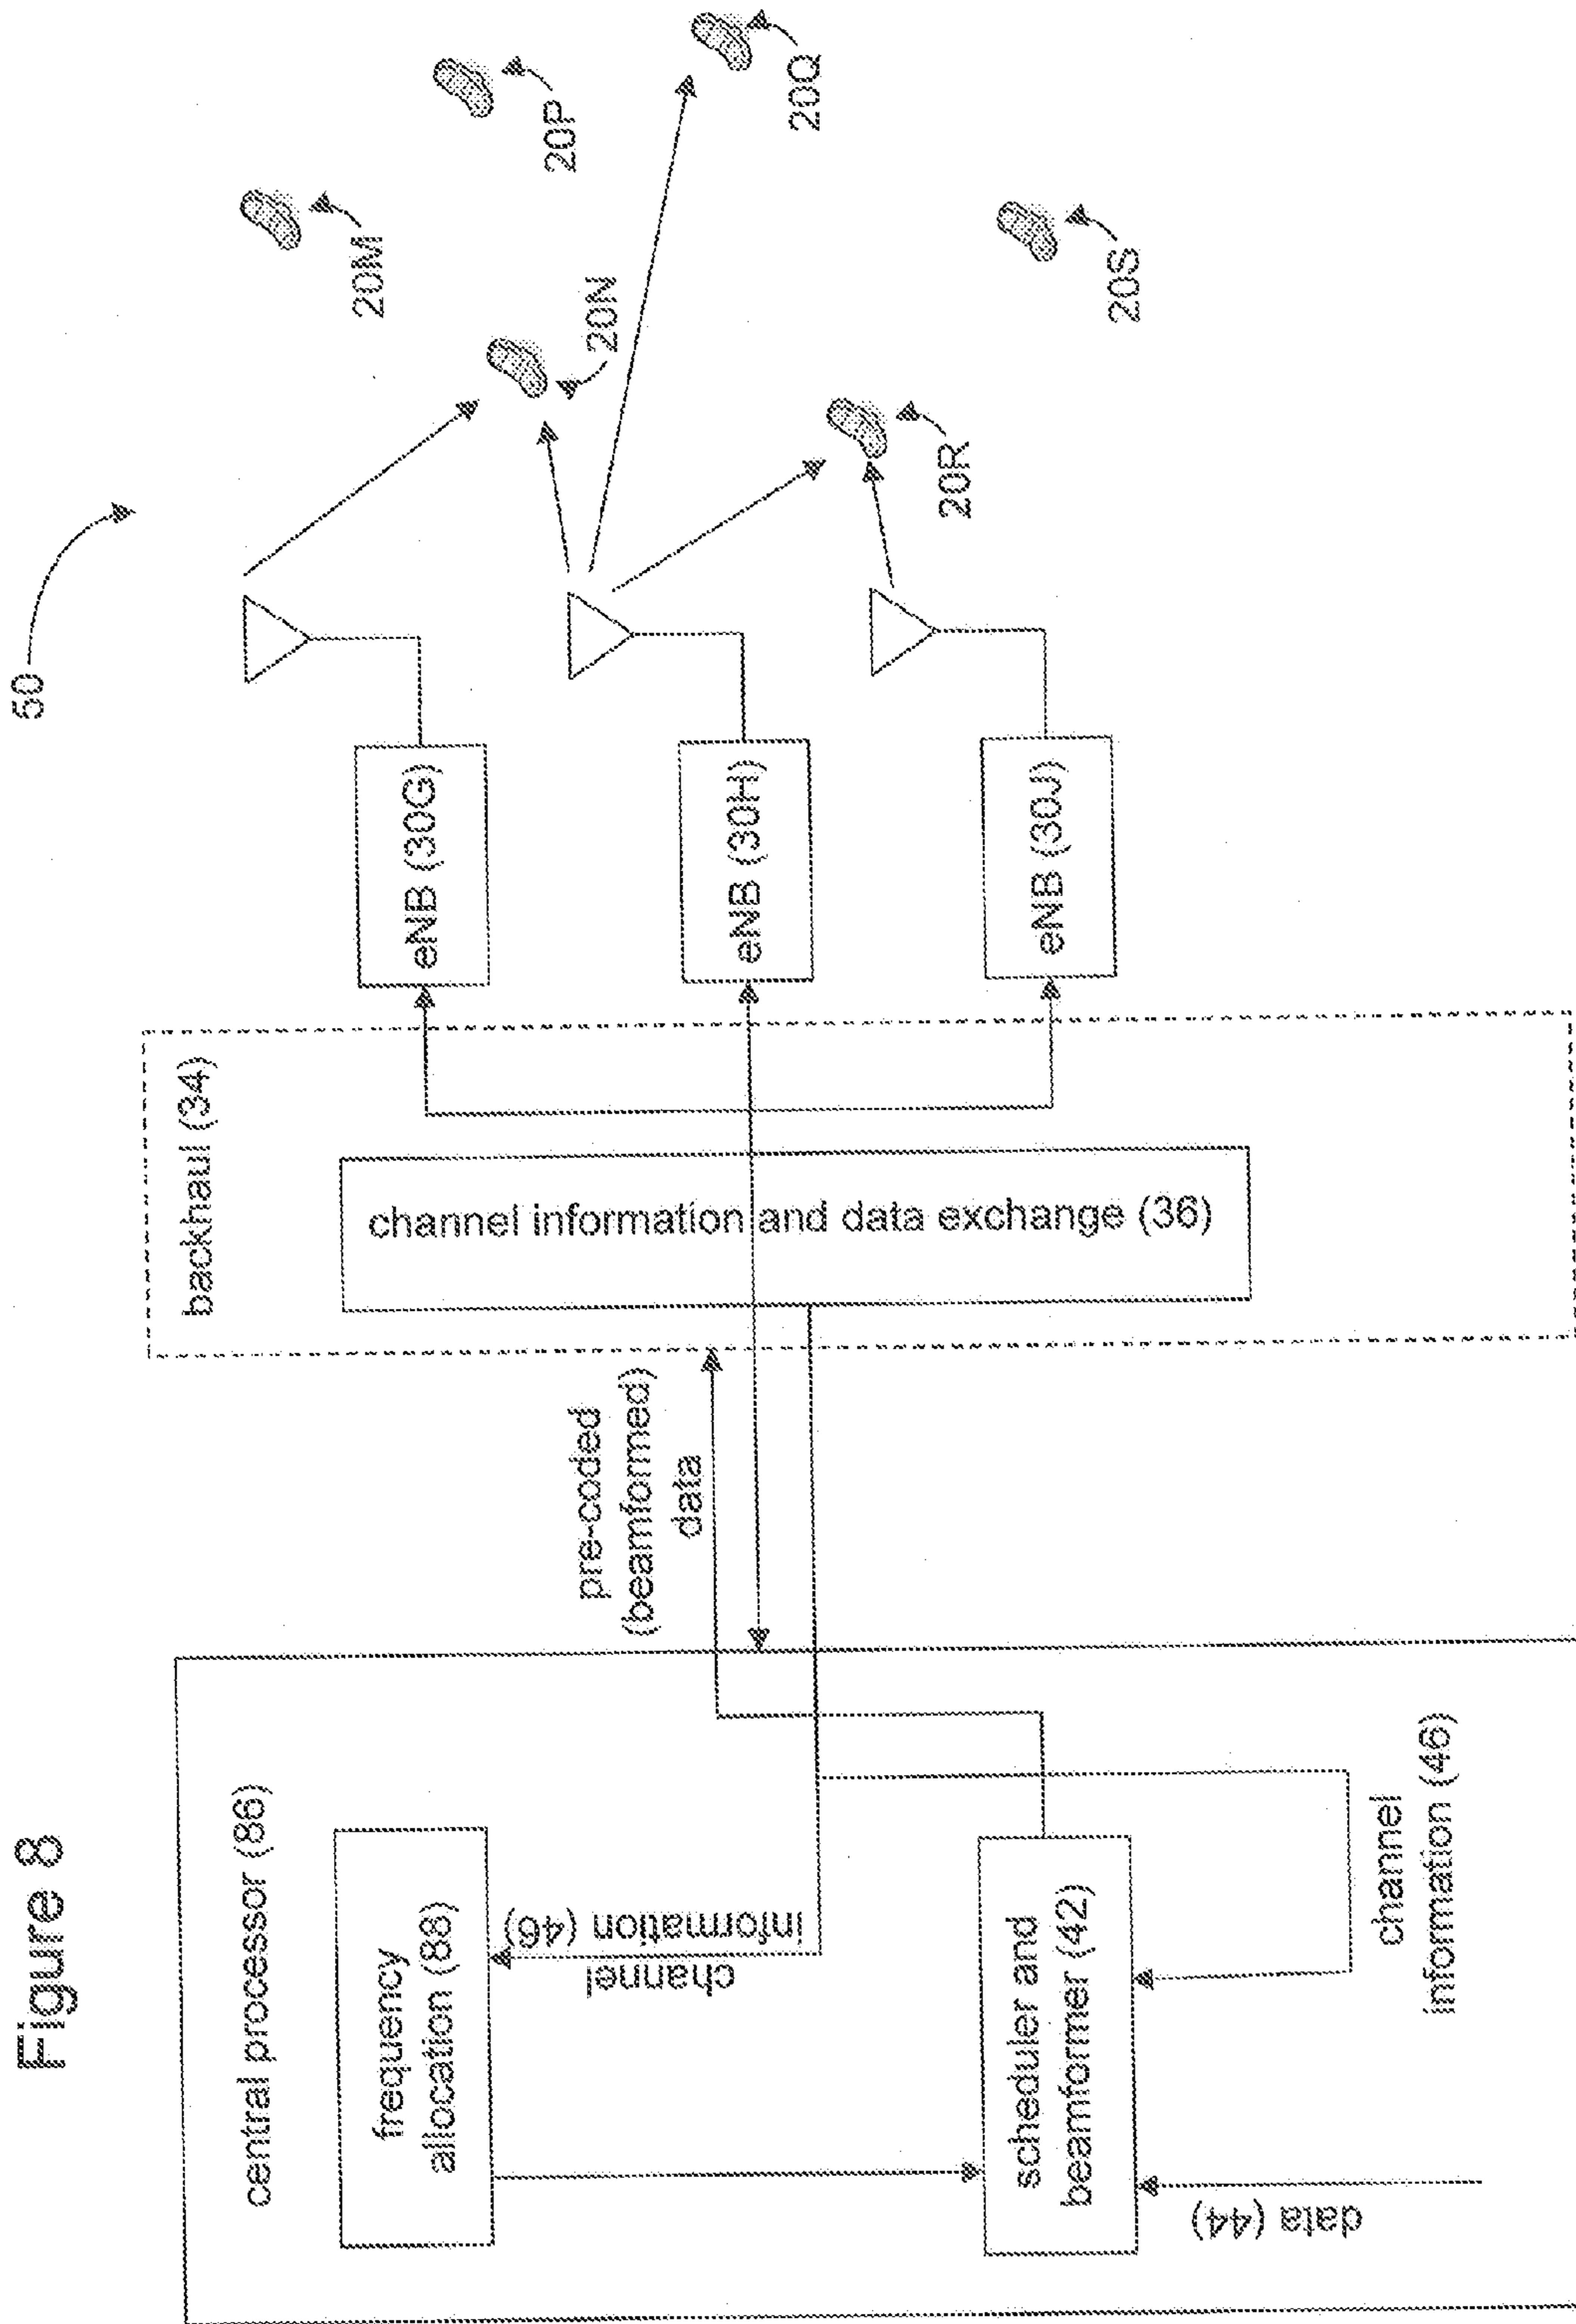 Figure 8
50
central processor (86)
frequency
allocation (88)
channel
information (46)
scheduler and
beamformer (42)
data (44)
channel
information (46)
pre-coded
(beamformed)
data
backhaul (34)
channel information and data exchange (36)
eNB (30G)
eNB (30H)
eNB (30J)
20M
20P
20N
20Q
20R
20S